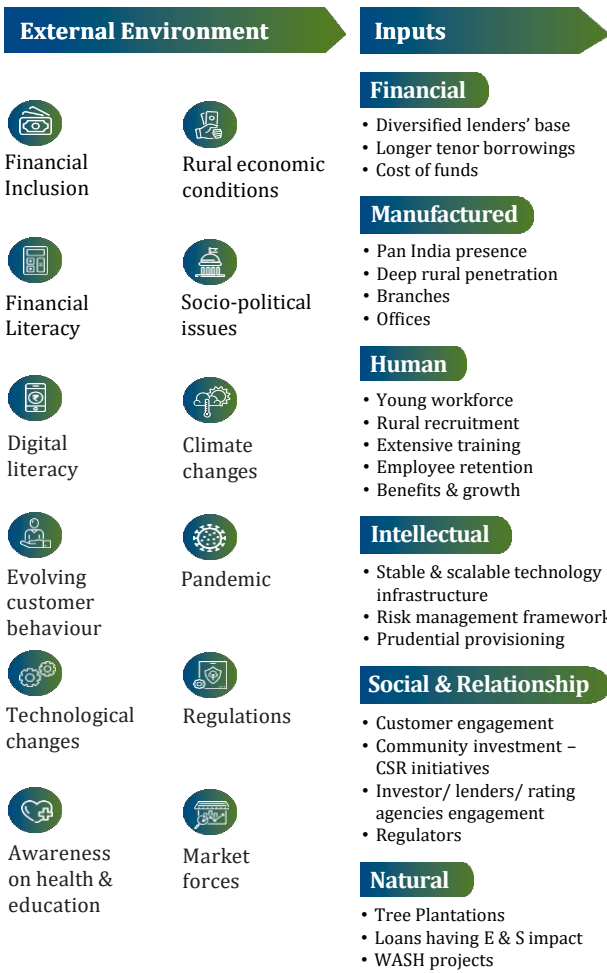 External Environment
Financial
Inclusion
Rural economic
conditions
Financial
Literacy
Socio-political
issues
Digital
literacy
Climate
changes
Evolving
customer
behaviour
Pandemic
Technological
changes
Regulations
Awareness
on health &
education
Market
forces
Inputs
Financial
• Diversified lenders' base
• Longer tenor borrowings
• Cost of funds
Manufactured
• Pan India presence
• Deep rural penetration
• Branches
• Offices
Human
• Young workforce
• Rural recruitment
• Extensive training
• Employee retention
• Benefits & growth
Intellectual
• Stable & scalable technology
infrastructure
• Risk management framework
• Prudential provisioning
Social & Relationship
• Customer engagement
• Community investment –
CSR initiatives
• Investor/ lenders/ rating
agencies engagement
• Regulators
Natural
• Tree Plantations
• Loans having E & S impact
• WASH projects